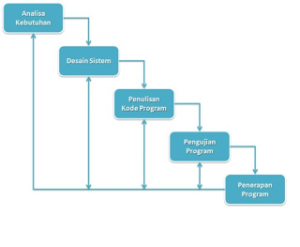 Analisa
Kebutuhan
Desain Sistem
Penulisan
Kode Program
Pengujian
Program
Penerapan
Program